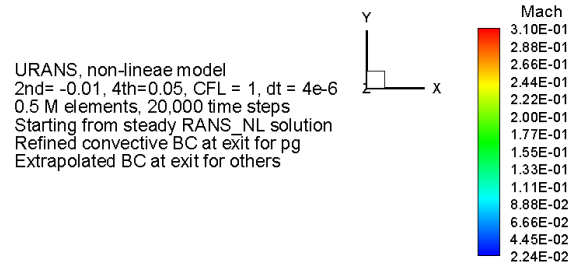 URANS, non-lineae model
2nd= -0.01, 4th=0.05, CFL = 1, dt = 4e-6
0.5 M elements, 20,000 time steps
Starting from steady RANS_NL solution
Refined convective BC at exit for pg
Extrapolated BC at exit for others
Y
Z
X
Mach
3.10E-01
2.88E-01
2.66E-01
2.44E-01
2.22E-01
2.00E-01
1.77E-01
1.55E-01
1.33E-01
1.11E-01
8.88E-02
6.66E-02
4.45E-02
2.24E-02